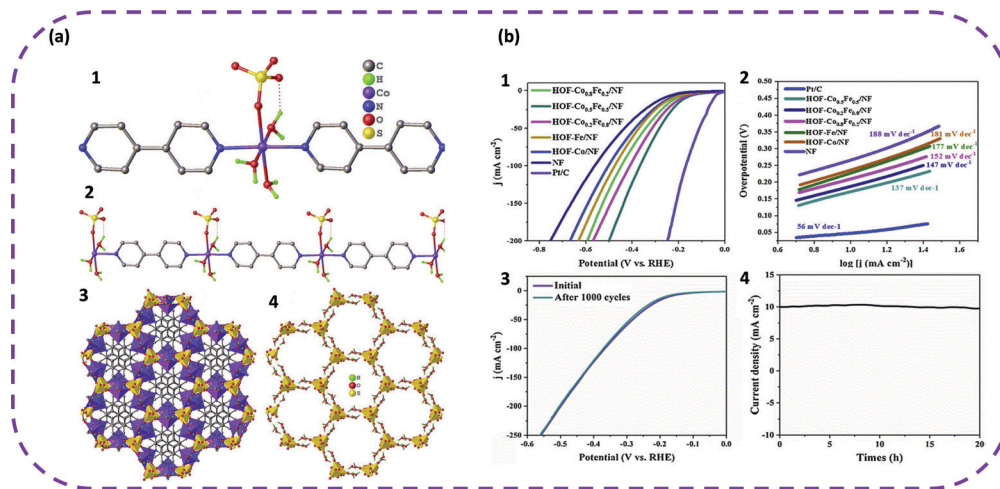 (a)
1
C
H
Co
N
O
S
2
3
4
H
O
S
(b)
1
HOF-Co0.8Fe0.2/NF
HOF-Co0.5Fe0.5/NF
HOF-Co0.2Fe0.8/NF
HOF-Fe/NF
HOF-Co/NF
NF
Pt/C
j (mA cm-2)
0
-50
-100
-150
-200
-0.8
-0.6
-0.4
-0.2
0.0
Potential (V vs. RHE)
2
Pt/C
HOF-Co0.5Fe0.5/NF
HOF-Co0.2Fe0.8/NF
HOF-Co0.8Fe0.2/NF
HOF-Fe/NF
HOF-Co/NF
NF
188 mV dec-1
181 mV dec-1
177 mV dec-1
152 mV dec-1
147 mV dec-1
137 mV dec-1
56 mV dec-1
Overpotential (V)
0.50
0.45
0.40
0.35
0.30
0.25
0.20
0.15
0.10
0.05
1.0
1.5
log [j (mA cm-2)]
3
Initial
After 1000 cycles
j (mA cm-2)
0
-50
-100
-150
-200
-250
-0.6
-0.5
-0.4
-0.3
-0.2
-0.1
0.0
Potential (V vs. RHE)
4
Current density (mA cm-2)
15
10
5
0
-5
-10
0
5
10
15
20
Times (h)